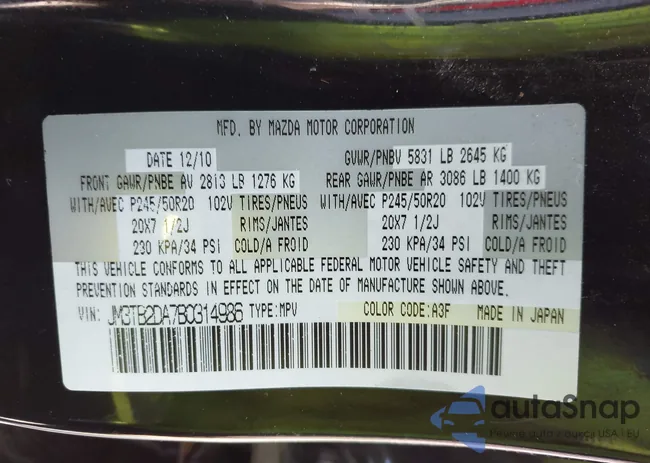 MFD. BY MAZDA MOTOR CORPORATION
DATE 12/10 GVWR/PNBV 5831 LB 2645 KG
FRONT GAWR/PNBE AV 2813 LB 1276 KG REAR GAWR/PNBE AR 3086 LB 1400 KG
WITH/AVEC P245/50R20 102V TIRES/PNEUS WITH/AVEC P245/50R20 102V TIRES/PNEUS
20X7 1/2J RIMS/JANTES 20X7 1/2J RIMS/JANTES
230 KPA/34 PSI COLD/A FROID 230 KPA/34 PSI COLD/A FROID
THIS VEHICLE CONFORMS TO ALL APPLICABLE FEDERAL MOTOR VEHICLE SAFETY AND THEFT
PREVENTION STANDARDS IN EFFECT ON THE DATE OF MANUFACTURE SHOWN ABOVE.
VIN: JM3TB2DA7B0314986 TYPE: MPV COLOR CODE: A3F MADE IN JAPAN
autoSnap
USA | EU